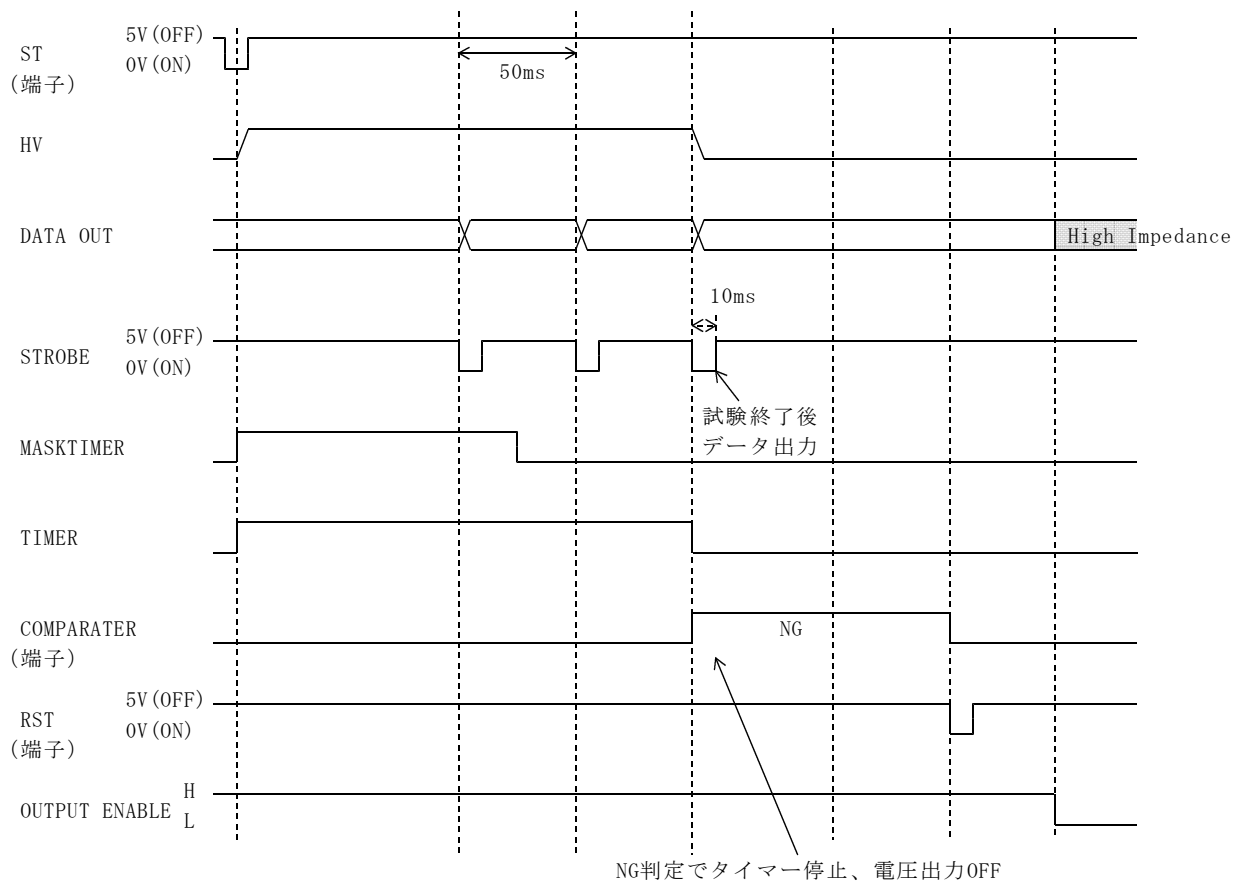 ST
(端子)
5V(OFF)
0V(ON)
50ms
HV
DATA OUT
High Impedance
10ms
STROBE
5V(OFF)
0V(ON)
試験終了後
データ出力
MASKTIMER
TIMER
COMPARATER
(端子)
NG
RST
(端子)
5V(OFF)
0V(ON)
OUTPUT ENABLE
H
L
NG判定でタイマー停止、電圧出力OFF